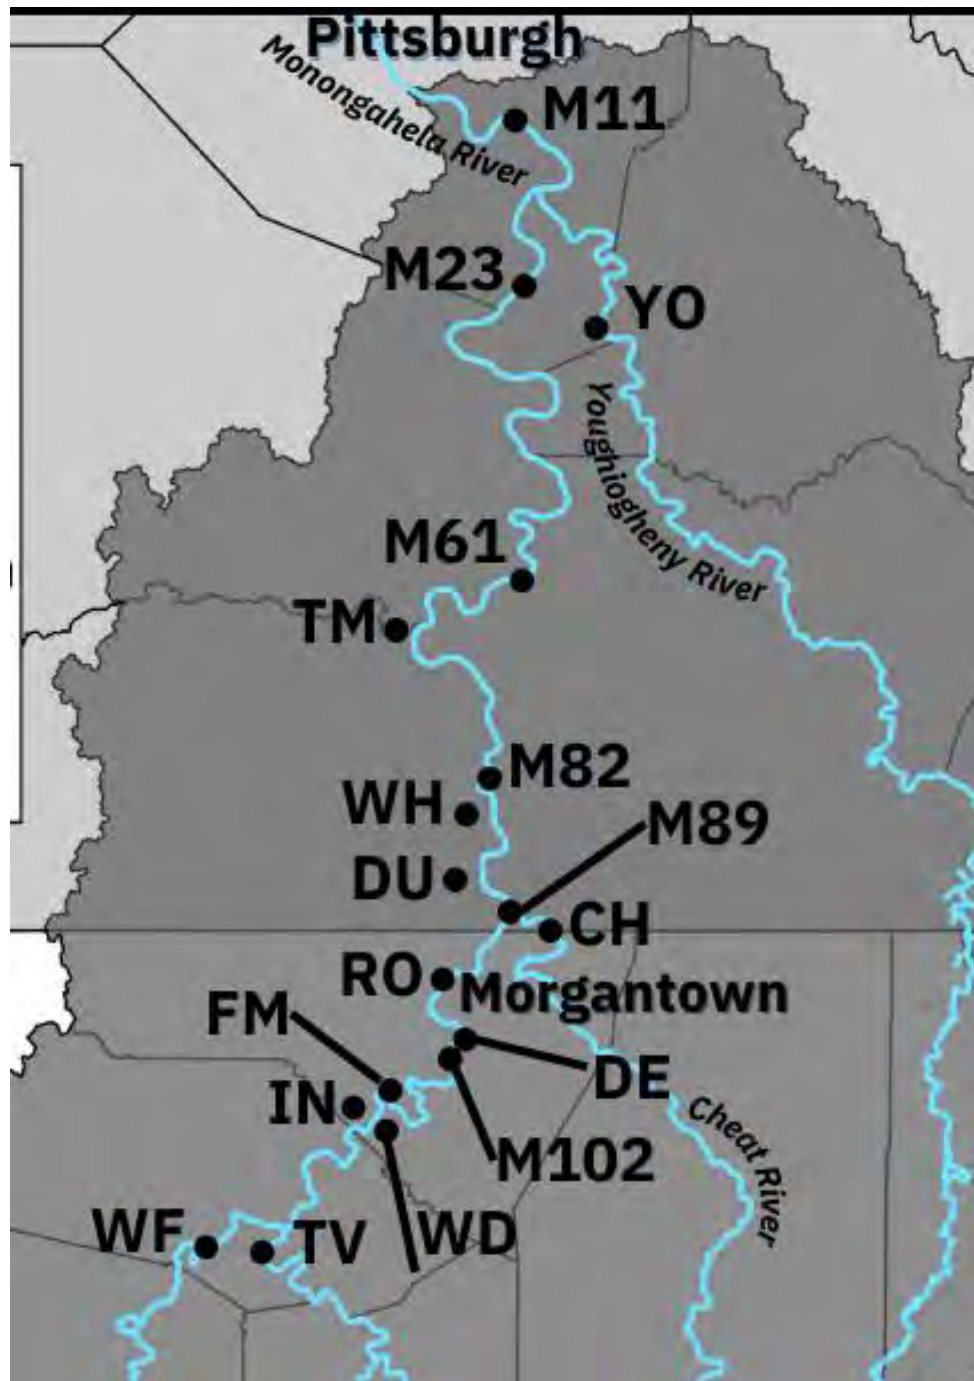 Pittsburgh
Monongahela River
M11
M23
YO
Youghiogheny River
M61
TM
M82
WH
M89
DU
CH
RO
Morgantown
FM
DE
IN
Cheat River
M102
WF
TV
WD